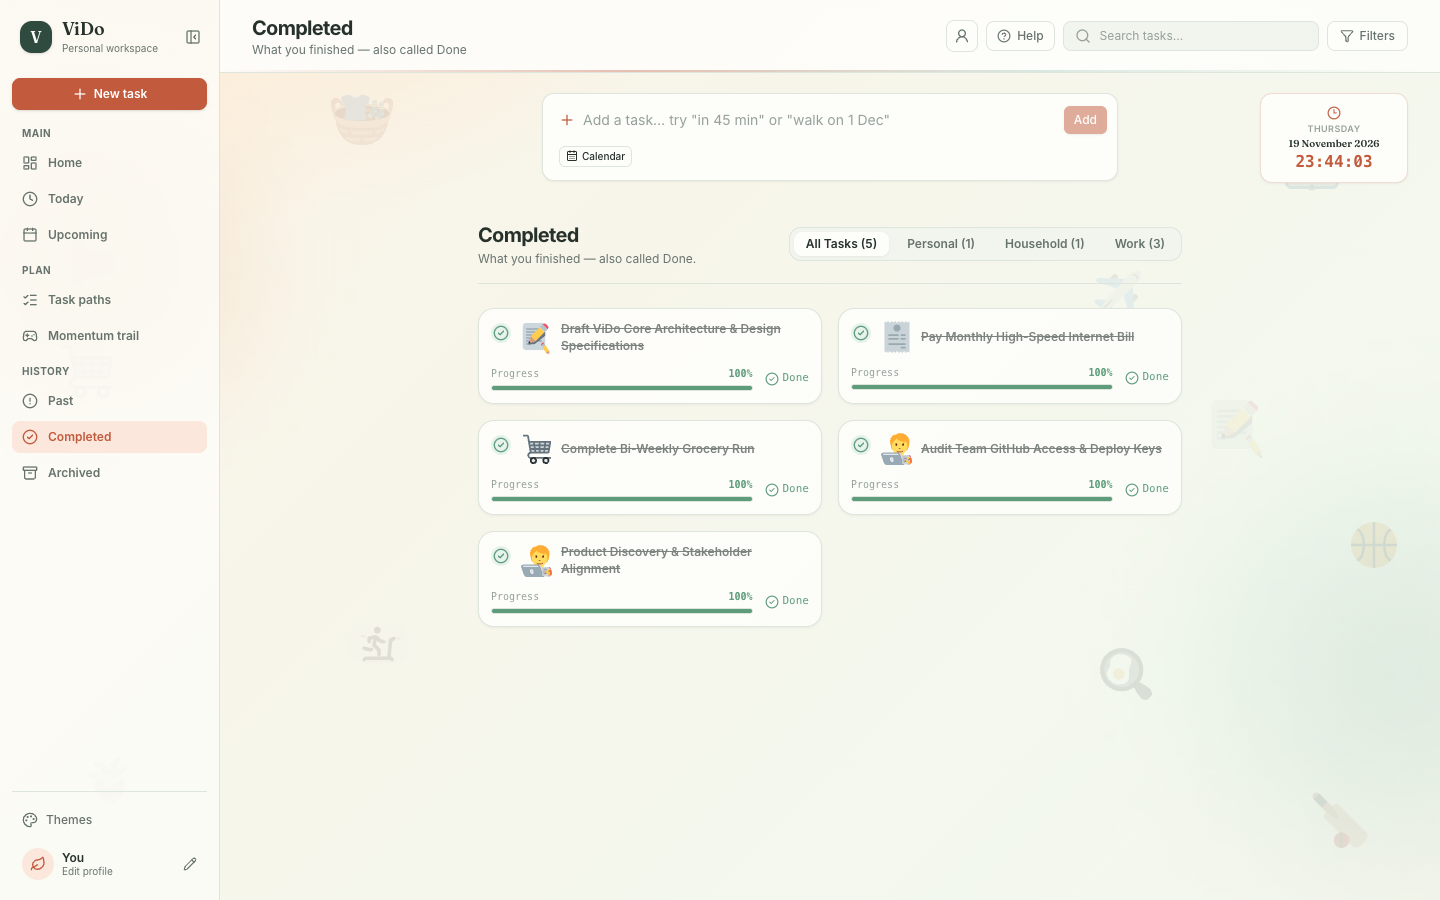 V
ViDo
Personal workspace
New task
MAIN
Home
Today
Upcoming
PLAN
Task paths
Momentum trail
HISTORY
Past
Completed
Archived
Themes
You
Edit profile
Completed
What you finished — also called Done
Help
Search tasks...
Filters
Add a task... try "in 45 min" or "walk on 1 Dec"
Add
Calendar
THURSDAY
19 November 2026
23:44:03
Completed
What you finished — also called Done.
All Tasks (5)
Personal (1)
Household (1)
Work (3)
Draft ViDo Core Architecture & Design
Specifications
Progress
100%
Done
Pay Monthly High-Speed Internet Bill
Progress
100%
Done
Complete Bi-Weekly Grocery Run
Progress
100%
Done
Audit Team GitHub Access & Deploy Keys
Progress
100%
Done
Product Discovery & Stakeholder
Alignment
Progress
100%
Done